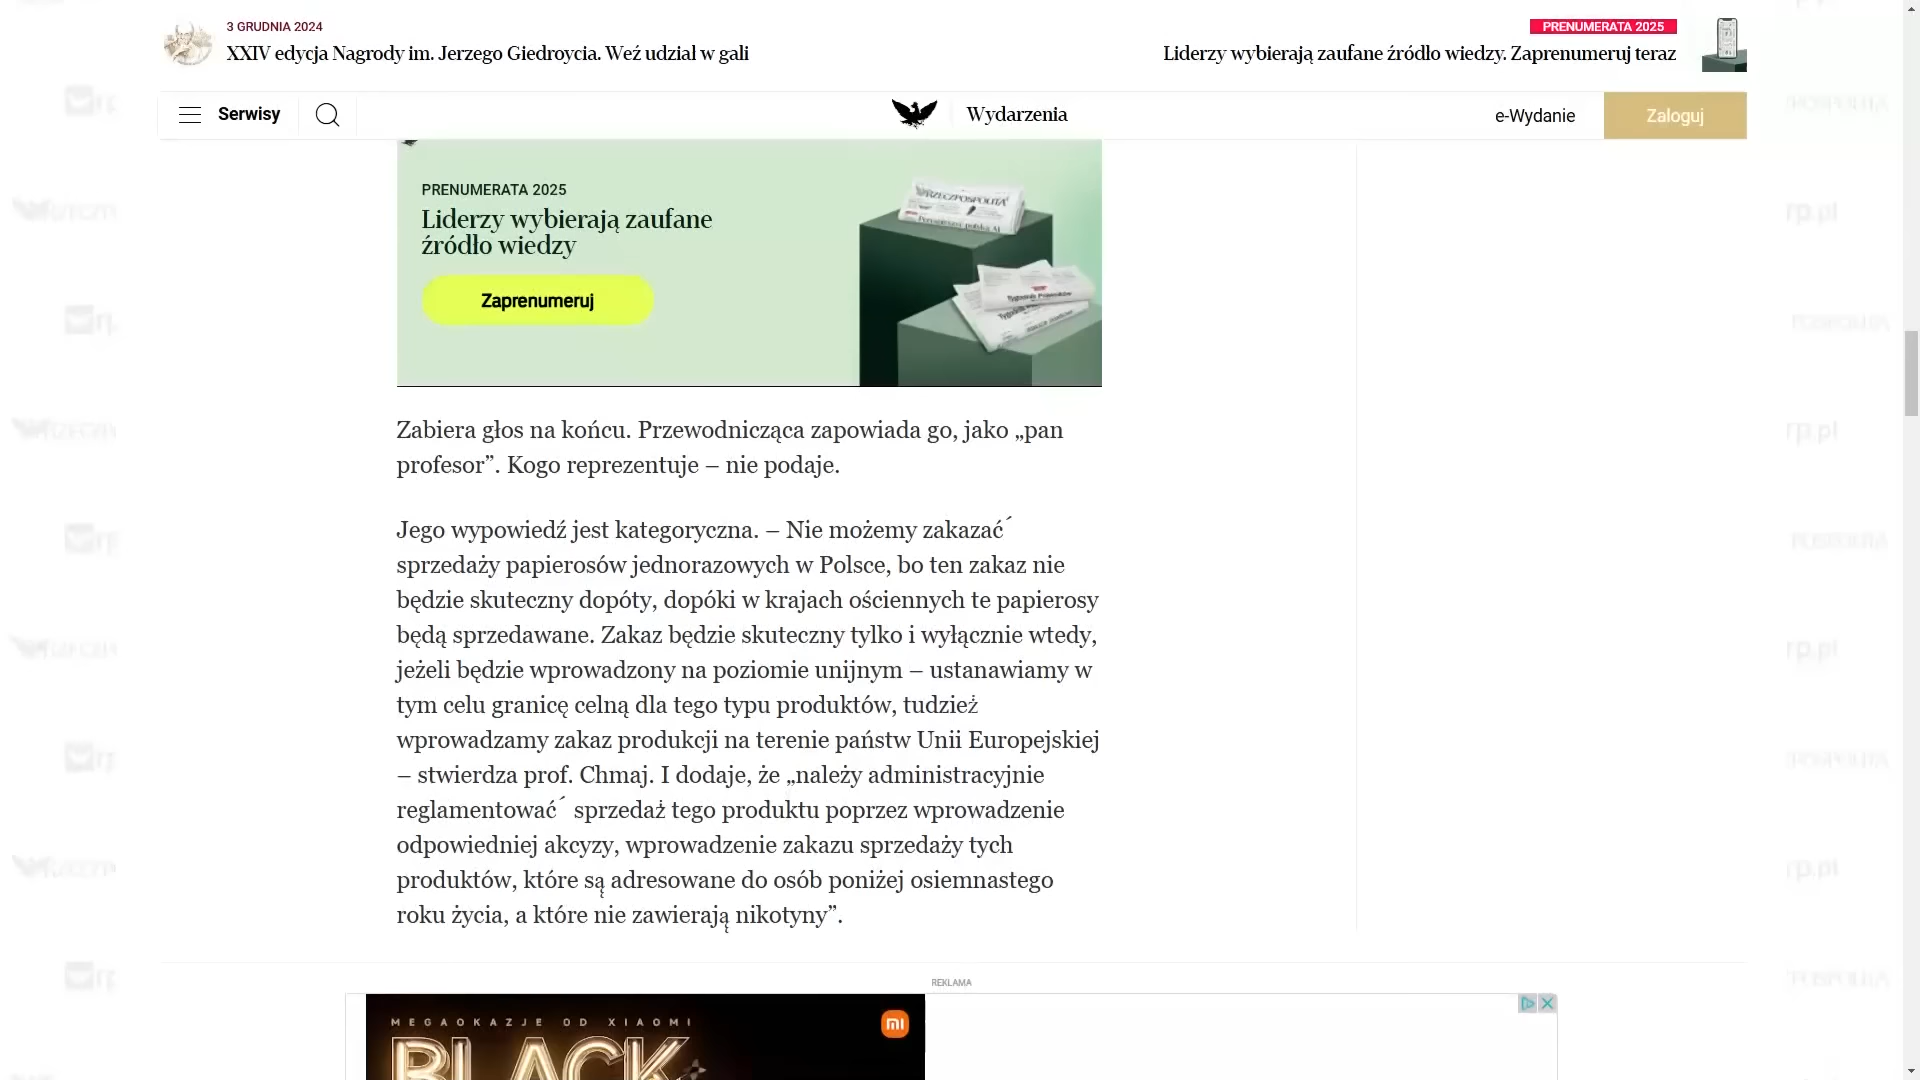 3 GRUDNIA 2024
XXIV edycja Nagrody im. Jerzego Giedroycia. Weź udział w gali
PRENUMERATA 2025
Liderzy wybierają zaufane źródło wiedzy. Zaprenumeruj teraz
Serwisy
Wydarzenia
e-Wydanie
Zaloguj
PRENUMERATA 2025
Liderzy wybierają zaufane
źródło wiedzy
Zaprenumeruj
RZECZPOSPOLITA
Zabiera głos na końcu. Przewodnicząca zapowiada go, jako „pan
profesor”. Kogo reprezentuje – nie podaje.
Jego wypowiedź jest kategoryczna. – Nie możemy zakazać´
sprzedaży papierosów jednorazowych w Polsce, bo ten zakaz nie
będzie skuteczny dopóty, dopóki w krajach ościennych te papierosy
będą sprzedawane. Zakaz będzie skuteczny tylko i wyłącznie wtedy,
jeżeli będzie wprowadzony na poziomie unijnym – ustanawiamy w
tym celu granicę celną dla tego typu produktów, tudzież
wprowadzamy zakaz produkcji na terenie państw Unii Europejskiej
– stwierdza prof. Chmaj. I dodaje, że „należy administracyjnie
reglamentować´ sprzedaż tego produktu poprzez wprowadzenie
odpowiedniej akcyzy, wprowadzenie zakazu sprzedaży tych
produktów, które są adresowane do osób poniżej osiemnastego
roku życia, a które nie zawierają nikotyny”.
REKLAMA
MEGAOKAZJE OD XIAOMI
BLACK